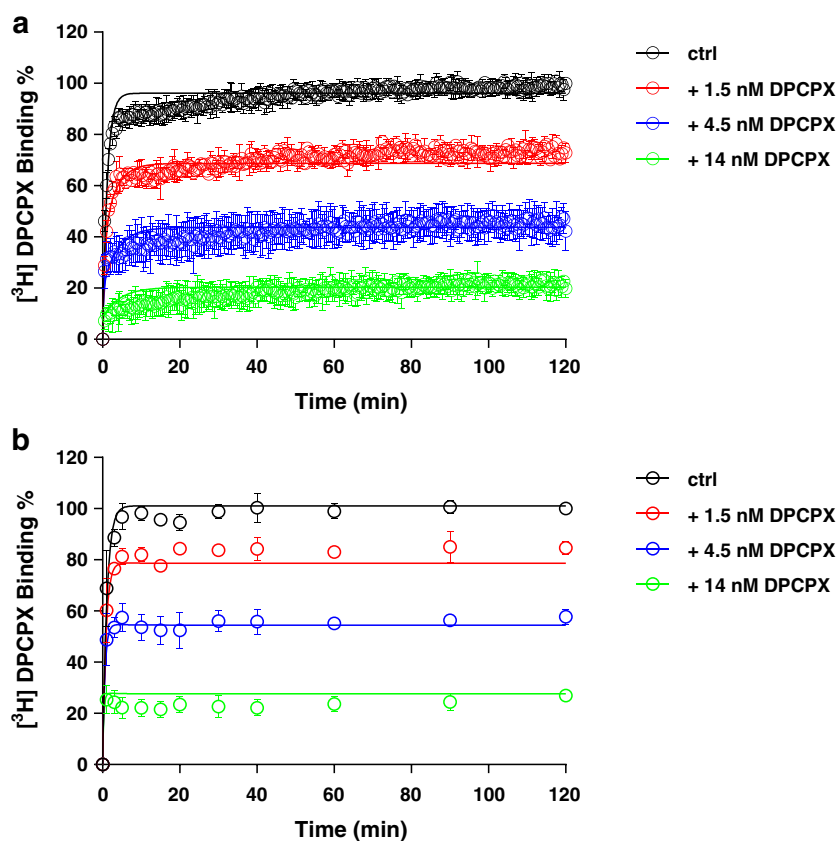 a
[³H] DPCPX Binding %
120
100
80
60
40
20
0
0 20 40 60 80 100 120
Time (min)
ctrl
+ 1.5 nM DPCPX
+ 4.5 nM DPCPX
+ 14 nM DPCPX
b
[³H] DPCPX Binding %
120
100
80
60
40
20
0
0 20 40 60 80 100 120
Time (min)
ctrl
+ 1.5 nM DPCPX
+ 4.5 nM DPCPX
+ 14 nM DPCPX